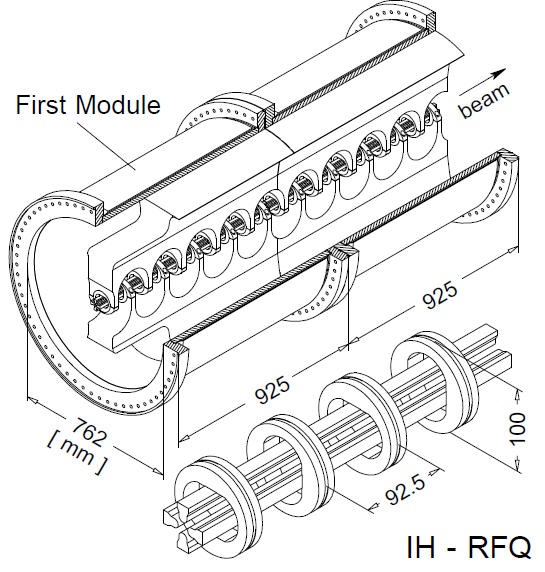 First Module
beam
925
925
762
[ mm ]
100
92.5
IH - RFQ